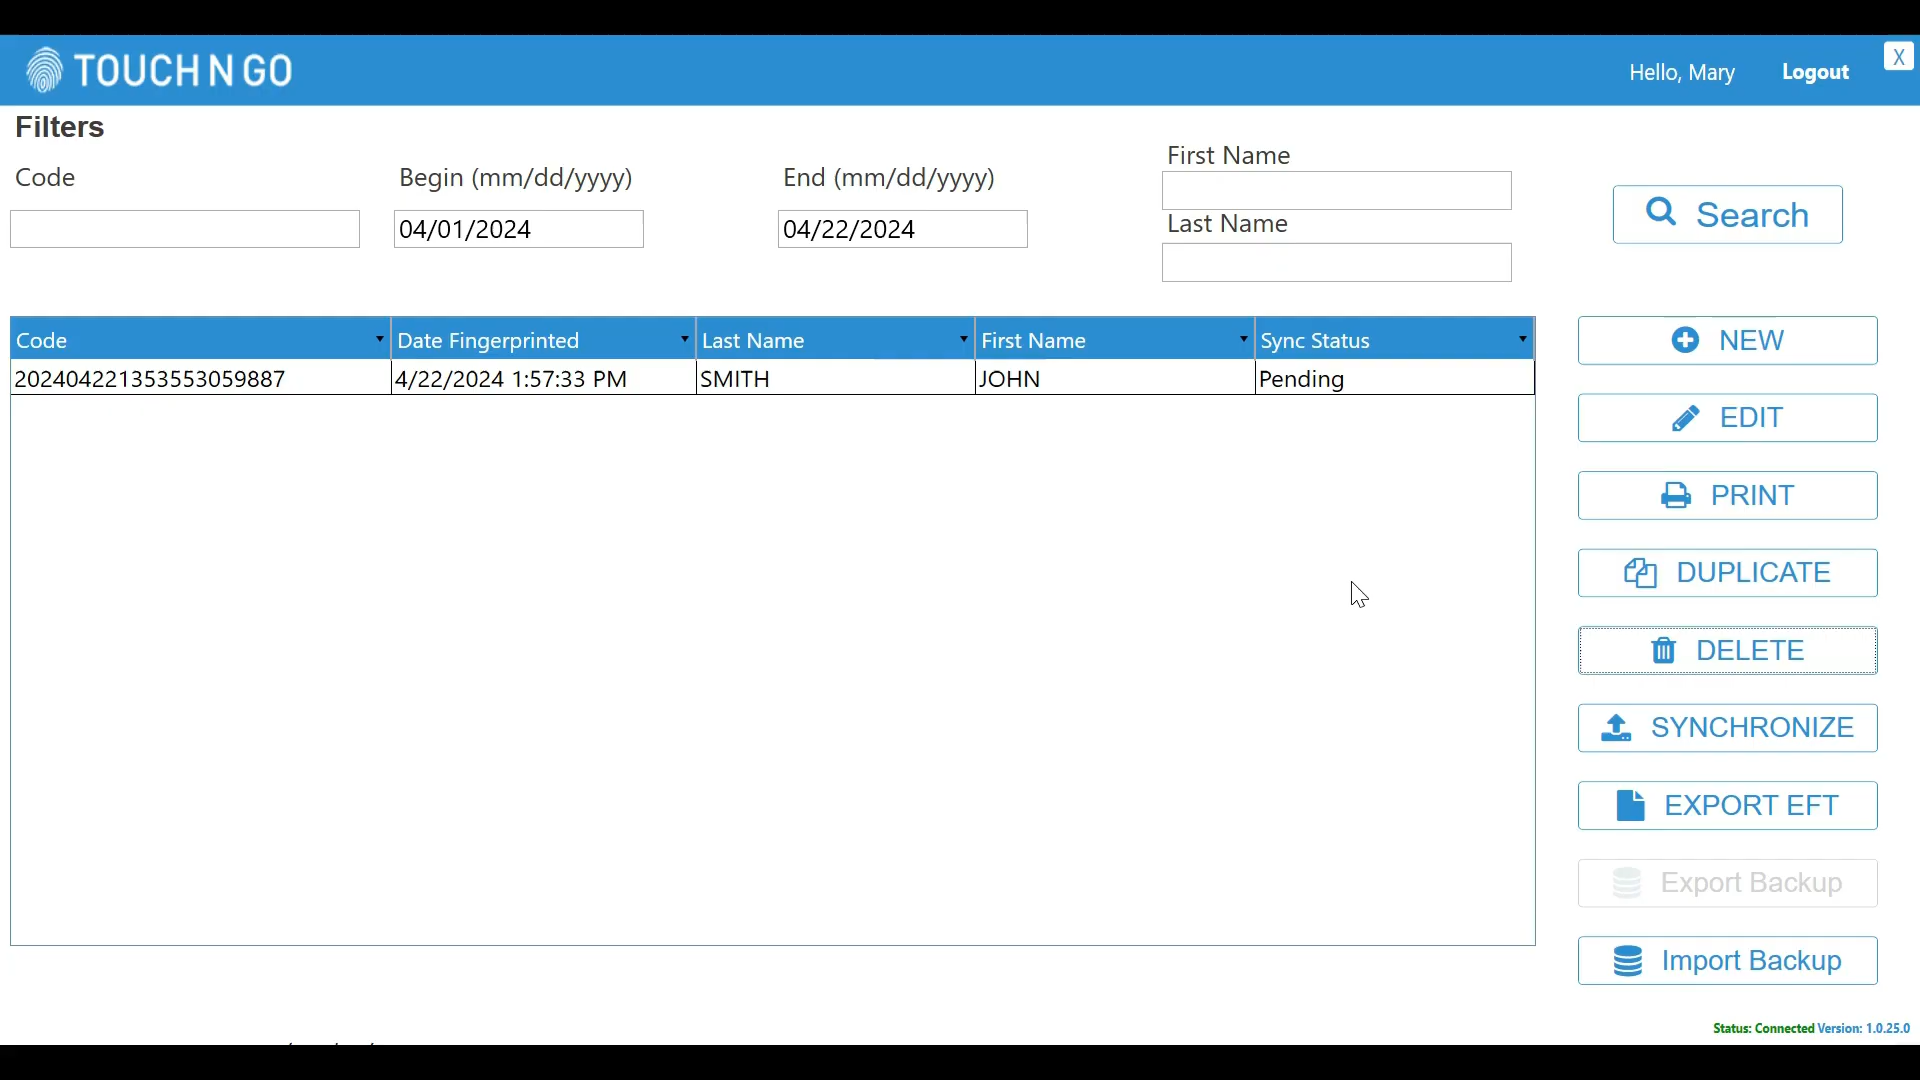 TOUCH N GO
Hello, Mary
Logout
X
Filters
Code
Begin (mm/dd/yyyy)
End (mm/dd/yyyy)
First Name
04/01/2024
04/22/2024
Last Name
Search
Code
Date Fingerprinted
Last Name
First Name
Sync Status
202404221353553059887
4/22/2024 1:57:33 PM
SMITH
JOHN
Pending
NEW
EDIT
PRINT
DUPLICATE
DELETE
SYNCHRONIZE
EXPORT EFT
Export Backup
Import Backup
Status: Connected Version: 1.0.25.0